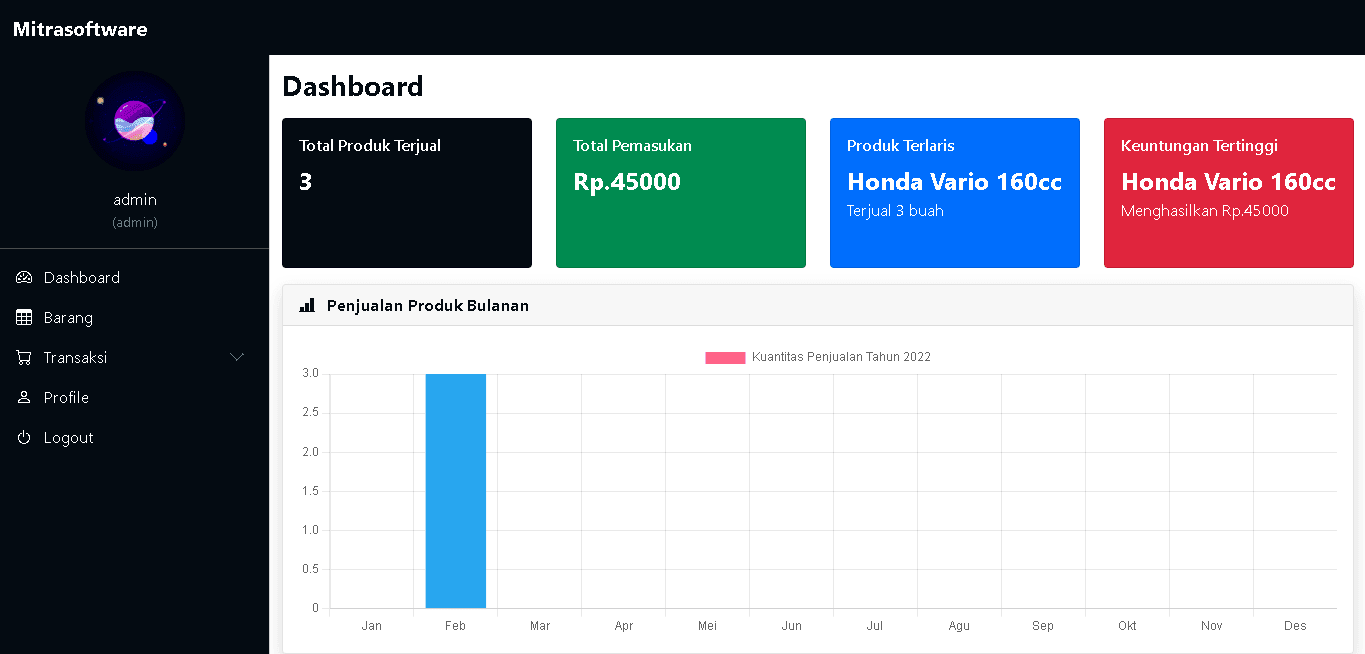 Mitrasoftware
admin
(admin)
Dashboard
Barang
Transaksi
Profile
Logout
Dashboard
Total Produk Terjual
3
Total Pemasukan
Rp.45000
Produk Terlaris
Honda Vario 160cc
Terjual 3 buah
Keuntungan Tertinggi
Honda Vario 160cc
Menghasilkan Rp.45000
Penjualan Produk Bulanan
Kuantitas Penjualan Tahun 2022
3.0
2.5
2.0
1.5
1.0
0.5
0
Jan Feb Mar Apr Mei Jun Jul Agu Sep Okt Nov Des